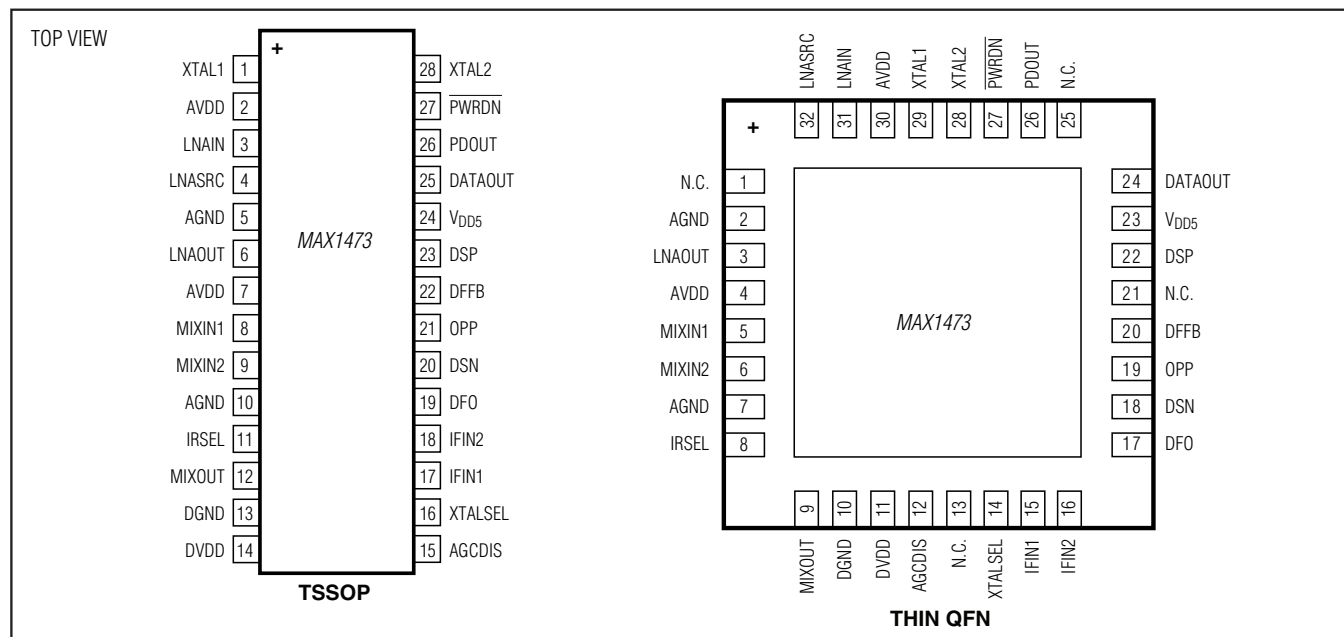 TOP VIEW
+
XTAL1 1
AVDD 2
LNAIN 3
LNASRC 4
AGND 5
LNAOUT 6
AVDD 7
MIXIN1 8
MIXIN2 9
AGND 10
IRSEL 11
MIXOUT 12
DGND 13
DVDD 14
MAX1473
28 XTAL2
27 PWRDN
26 PDOUT
25 DATAOUT
24 VDD5
23 DSP
22 DFFB
21 OPP
20 DSN
19 DFO
18 IFIN2
17 IFIN1
16 XTALSEL
15 AGCDIS
TSSOP
LNASRC
LNAIN
AVDD
XTAL1
XTAL2
PWRDN
PDOUT
N.C.
+
32 31 30 29 28 27 26 25
N.C. 1
AGND 2
LNAOUT 3
AVDD 4
MIXIN1 5
MIXIN2 6
AGND 7
IRSEL 8
MAX1473
24 DATAOUT
23 VDD5
22 DSP
21 N.C.
20 DFFB
19 OPP
18 DSN
17 DFO
9 10 11 12 13 14 15 16
MIXOUT
DGND
DVDD
AGCDIS
N.C.
XTALSEL
IFIN1
IFIN2
THIN QFN